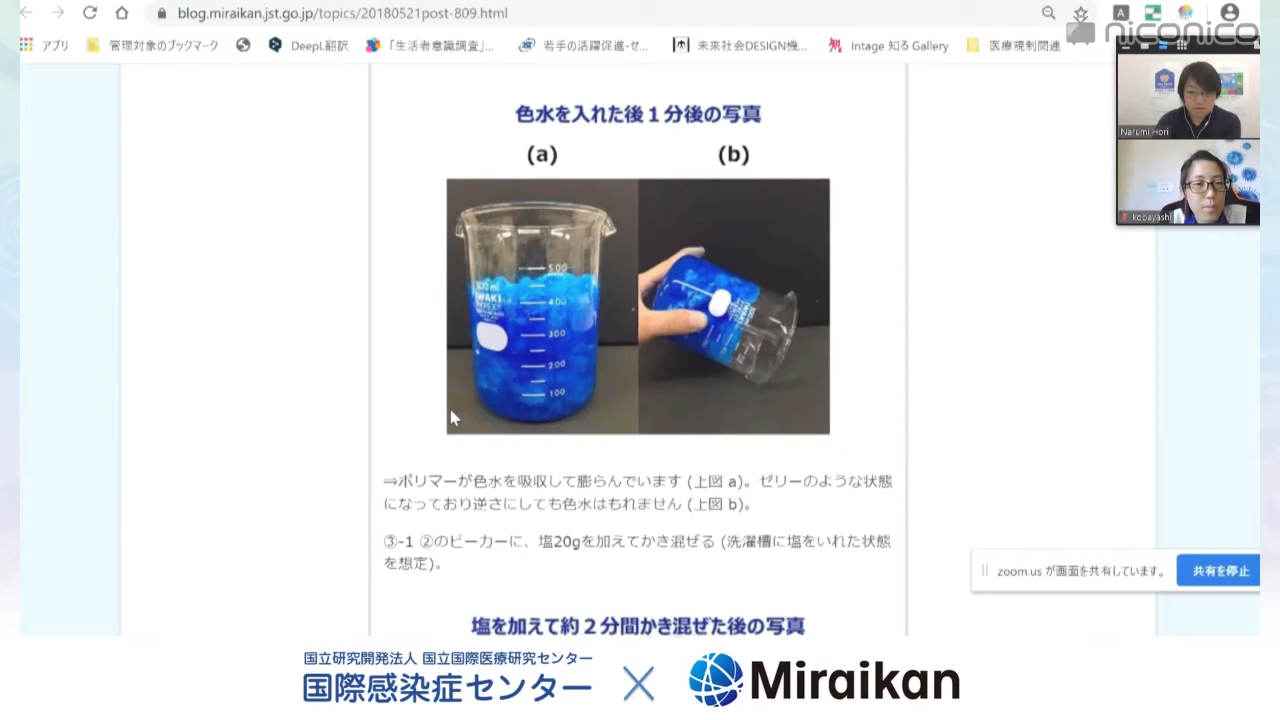 blog.miraikan.jst.go.jp/topics/20180521post-809.html
niconico
アプリ
管理対象のブックマーク
DeepL翻訳
「生活者意識調査」...
若手の活躍促進-セ...
未来社会DESIGN機...
Intage 知る Gallery
医療規制関連
Narumi Hori
kobayashi
色水を入れた後１分後の写真
(a)
(b)
500
400
300
200
100
500 ml
IWAKI
⇒ポリマーが色水を吸収して膨らんでいます (上図 a)。ゼリーのような状態
になっており逆さにしても色水はもれません (上図 b)。
③-1 ②のビーカーに、塩20gを加えてかき混ぜる (洗濯槽に塩をいれた状態
を想定)。
zoom.us が画面を共有しています。
共有を停止
塩を加えて約２分間かき混ぜた後の写真
国立研究開発法人 国立国際医療研究センター
国際感染症センター
Miraikan